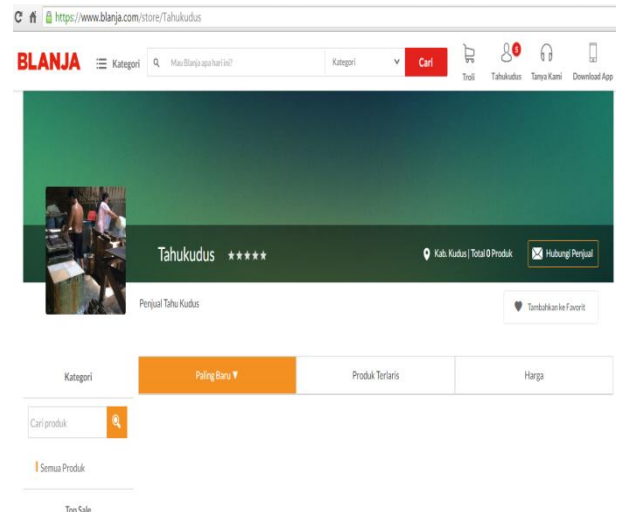 https://www.blanja.com/store/Tahukudus
BLANJA
Kategori
Mau Blanja apa hari ini?
Kategori
Cari
Troli
5
Tahukudus
Tanya Kami
Download App
Tahukudus
Kab. Kudus | Total 0 Produk
Hubungi Penjual
Penjual Tahu Kudus
Tambahkan ke Favorit
Kategori
Paling Baru
Produk Terlaris
Harga
Cari produk
Semua Produk
Top Sale